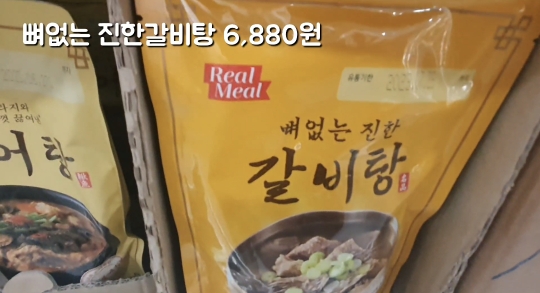 뼈없는 진한갈비탕 6,880원
Real
Meal
유통기한
뼈없는 진한
갈비탕
어탕